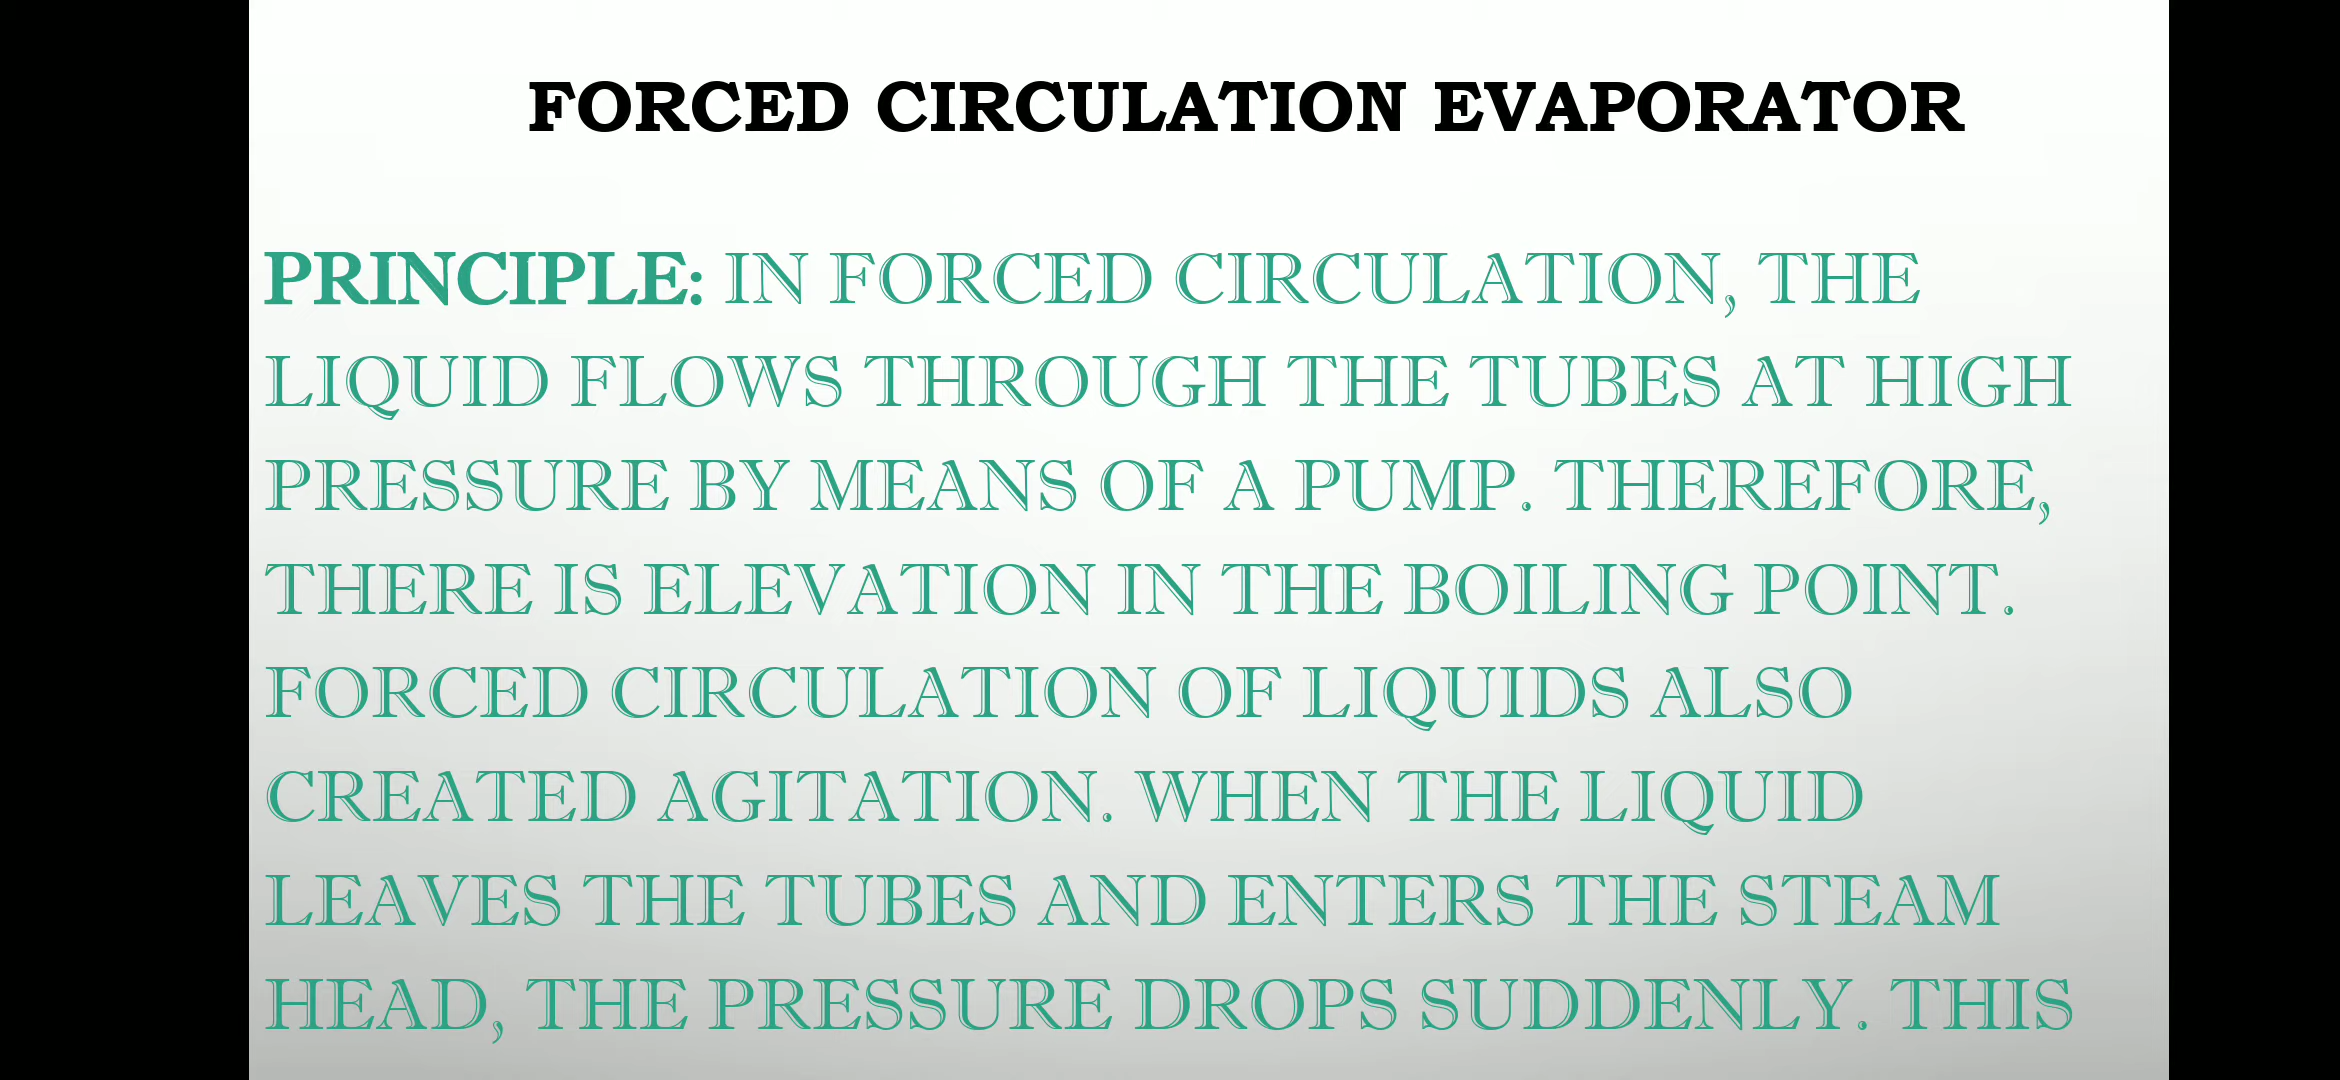 FORCED CIRCULATION EVAPORATOR
PRINCIPLE: IN FORCED CIRCULATION, THE
LIQUID FLOWS THROUGH THE TUBES AT HIGH
PRESSURE BY MEANS OF A PUMP. THEREFORE,
THERE IS ELEVATION IN THE BOILING POINT.
FORCED CIRCULATION OF LIQUIDS ALSO
CREATED AGITATION. WHEN THE LIQUID
LEAVES THE TUBES AND ENTERS THE STEAM
HEAD, THE PRESSURE DROPS SUDDENLY. THIS